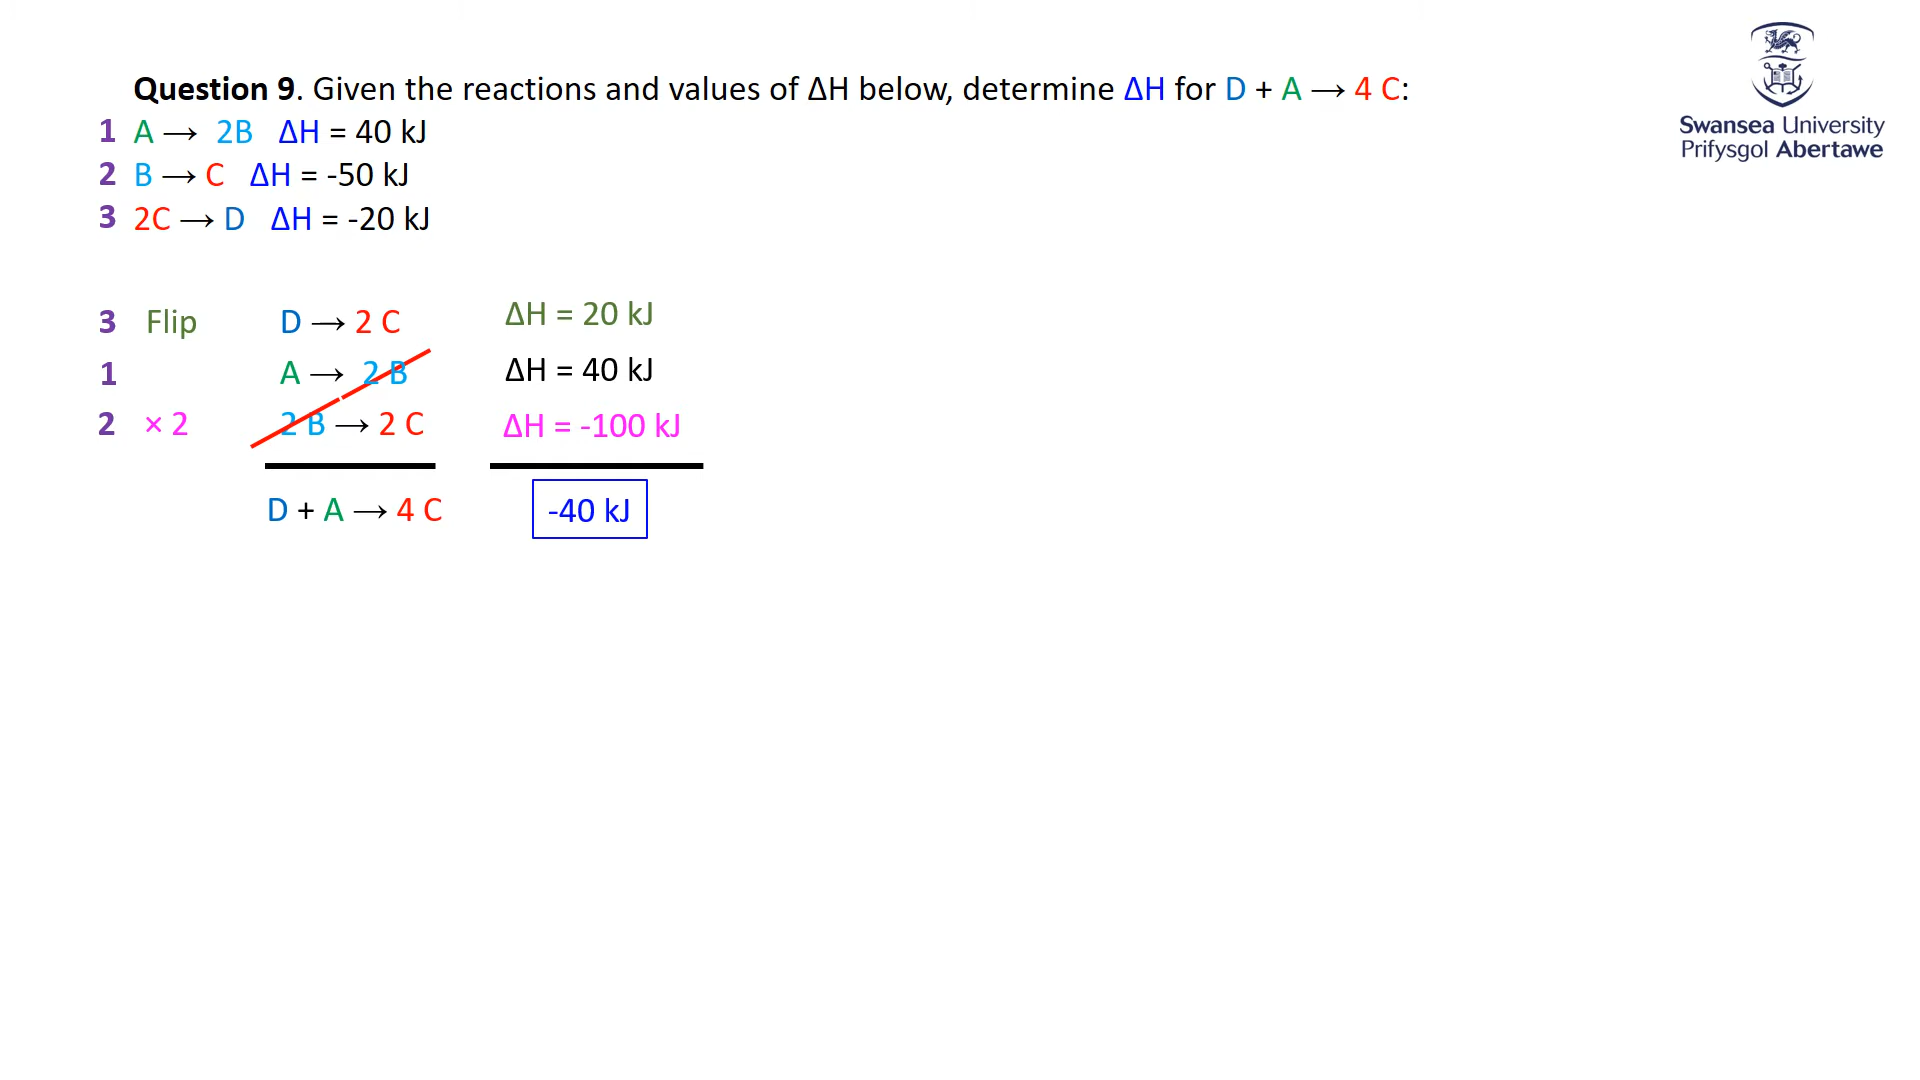 Question 9. Given the reactions and values of ΔH below, determine ΔH for D + A → 4 C:
1 A → 2B ΔH = 40 kJ
2 B → C ΔH = -50 kJ
3 2C → D ΔH = -20 kJ
Swansea University
Prifysgol Abertawe
3 Flip D → 2 C ΔH = 20 kJ
1 A → 2 B ΔH = 40 kJ
2 × 2 2 B → 2 C ΔH = -100 kJ
D + A → 4 C -40 kJ